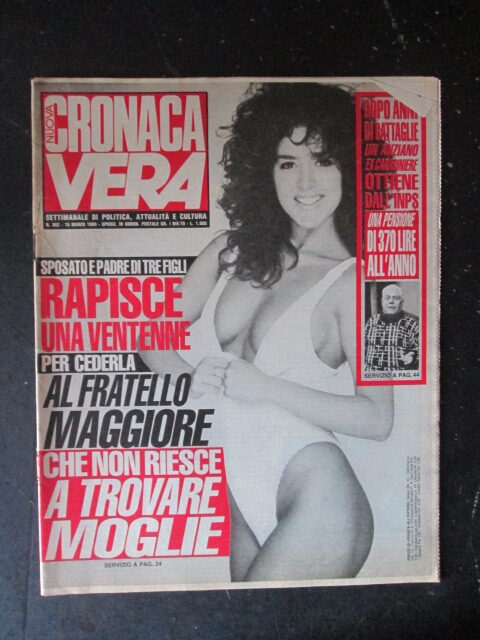 NUOVA
CRONACA
VERA
SETTIMANALE DI POLITICA, ATTUALITÀ E CULTURA
SPOSATO E PADRE DI TRE FIGLI
RAPISCE
UNA VENTENNE
PER CEDERLA
AL FRATELLO
MAGGIORE
CHE NON RIESCE
A TROVARE
MOGLIE
SERVIZIO A PAG. 24
DOPO ANNI
DI BATTAGLIE
UN ANZIANO
EX CARABINIERE
OTTIENE
DALL'INPS
UNA PENSIONE
DI 370 LIRE
ALL'ANNO
SERVIZIO A PAG. 44